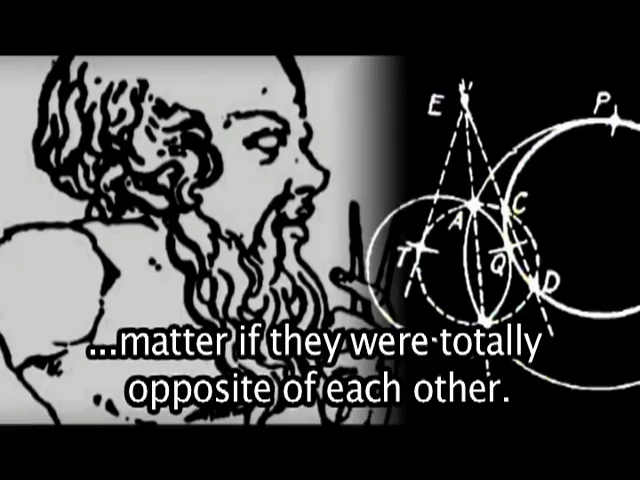 E
P
A
C
T
Q
D
...matter if they were totally
opposite of each other.